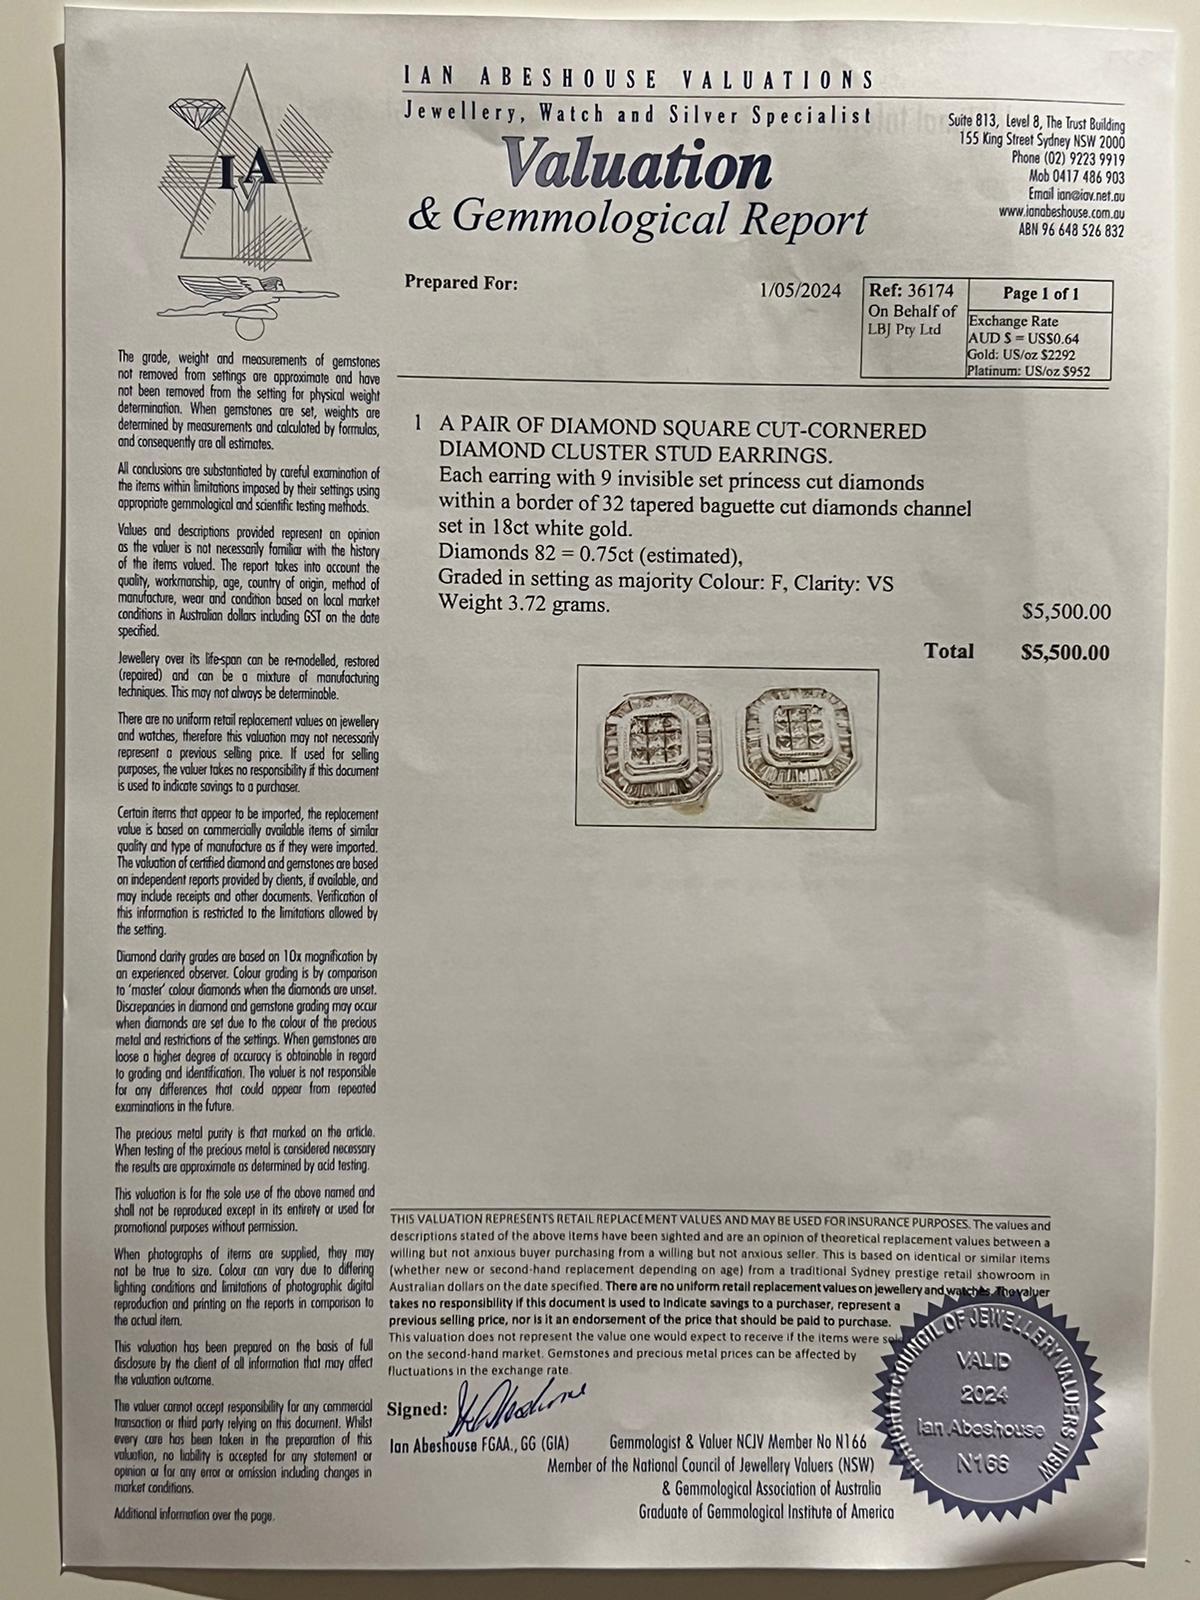 IAN ABESHOUSE VALUATIONS
Jewellery, Watch and Silver Specialist
Valuation
& Gemmological Report
Suite 813, Level 8, The Trust Building
155 King Street Sydney NSW 2000
Phone (02) 9223 9919
Mob 0417 486 903
Email ian@iav.net.au
www.ianabeshouse.com.au
ABN 96 648 526 832
IVA
Prepared For:
1/05/2024
Ref: 36174
On Behalf of
LBJ Pty Ltd
Page 1 of 1
Exchange Rate
AUD $ = US$0.64
Gold: US/oz $2292
Platinum: US/oz $952
The grade, weight and measurements of gemstones
not removed from settings are approximate and have
not been removed from the setting for physical weight
determination. When gemstones are set, weights are
determined by measurements and calculated by formulas,
and consequently are all estimates.
All conclusions are substantiated by careful examination of
the items within limitations imposed by their settings using
appropriate gemmological and scientific testing methods.
Values and descriptions provided represent an opinion
as the valuer is not necessarily familiar with the history
of the items valued. The report takes into account the
quality, workmanship, age, country of origin, method of
manufacture, wear and condition based on local market
conditions in Australian dollars including GST on the date
specified.
Jewellery over its life-span can be re-modelled, restored
(repaired) and can be a mixture of manufacturing
techniques. This may not always be determinable.
There are no uniform retail replacement values on jewellery
and watches, therefore this valuation may not necessarily
represent a previous selling price. If used for selling
purposes, the valuer takes no responsibility if this document
is used to indicate savings to a purchaser.
Certain items that appear to be imported, the replacement
value is based on commercially available items of similar
quality and type of manufacture as if they were imported.
The valuation of certified diamond and gemstones are based
on independent reports provided by clients, if available, and
may include receipts and other documents. Verification of
this information is restricted to the limitations allowed by
the setting.
Diamond clarity grades are based on 10x magnification by
an experienced observer. Colour grading is by comparison
to 'master' colour diamonds when the diamonds are unset.
Discrepancies in diamond and gemstone grading may occur
when diamonds are set due to the colour of the precious
metal and restrictions of the settings. When gemstones are
loose a higher degree of accuracy is obtainable in regard
to grading and identification. The valuer is not responsible
for any differences that could appear from repeated
examinations in the future.
The precious metal purity is that marked on the article.
When testing of the precious metal is considered necessary
the results are approximate as determined by acid testing.
This valuation is for the sole use of the above named and
shall not be reproduced except in its entirety or used for
promotional purposes without permission.
When photographs of items are supplied, they may
not be true to size. Colour can vary due to differing
lighting conditions and limitations of photographic digital
reproduction and printing on the reports in comparison to
the actual item.
This valuation has been prepared on the basis of full
disclosure by the client of all information that may affect
the valuation outcome.
The valuer cannot accept responsibility for any commercial
transaction or third party relying on this document. Whilst
every care has been taken in the preparation of this
valuation, no liability is accepted for any statement or
opinion or for any error or omission including changes in
market conditions.
Additional information over the page.
1 A PAIR OF DIAMOND SQUARE CUT-CORNERED
DIAMOND CLUSTER STUD EARRINGS.
Each earring with 9 invisible set princess cut diamonds
within a border of 32 tapered baguette cut diamonds channel
set in 18ct white gold.
Diamonds 82 = 0.75ct (estimated),
Graded in setting as majority Colour: F, Clarity: VS
Weight 3.72 grams.
$5,500.00
Total $5,500.00
THIS VALUATION REPRESENTS RETAIL REPLACEMENT VALUES AND MAY BE USED FOR INSURANCE PURPOSES. The values and
descriptions stated of the above items have been sighted and are an opinion of theoretical replacement values between a
willing but not anxious buyer purchasing from a willing but not anxious seller. This is based on identical or similar items
(whether new or second-hand replacement depending on age) from a traditional Sydney prestige retail showroom in
Australian dollars on the date specified. There are no uniform retail replacement values on jewellery and watches. The valuer
takes no responsibility if this document is used to indicate savings to a purchaser, represent a
previous selling price, nor is it an endorsement of the price that should be paid to purchase.
This valuation does not represent the value one would expect to receive if the items were sold
on the second-hand market. Gemstones and precious metal prices can be affected by
fluctuations in the exchange rate.
Signed:
Ian Abeshouse FGAA., GG (GIA)
Gemmologist & Valuer NCJV Member No N166
Member of the National Council of Jewellery Valuers (NSW)
& Gemmological Association of Australia
Graduate of Gemmological Institute of America
NATIONAL COUNCIL OF JEWELLERY VALUERS NSW
VALID
2024
Ian Abeshouse
N166